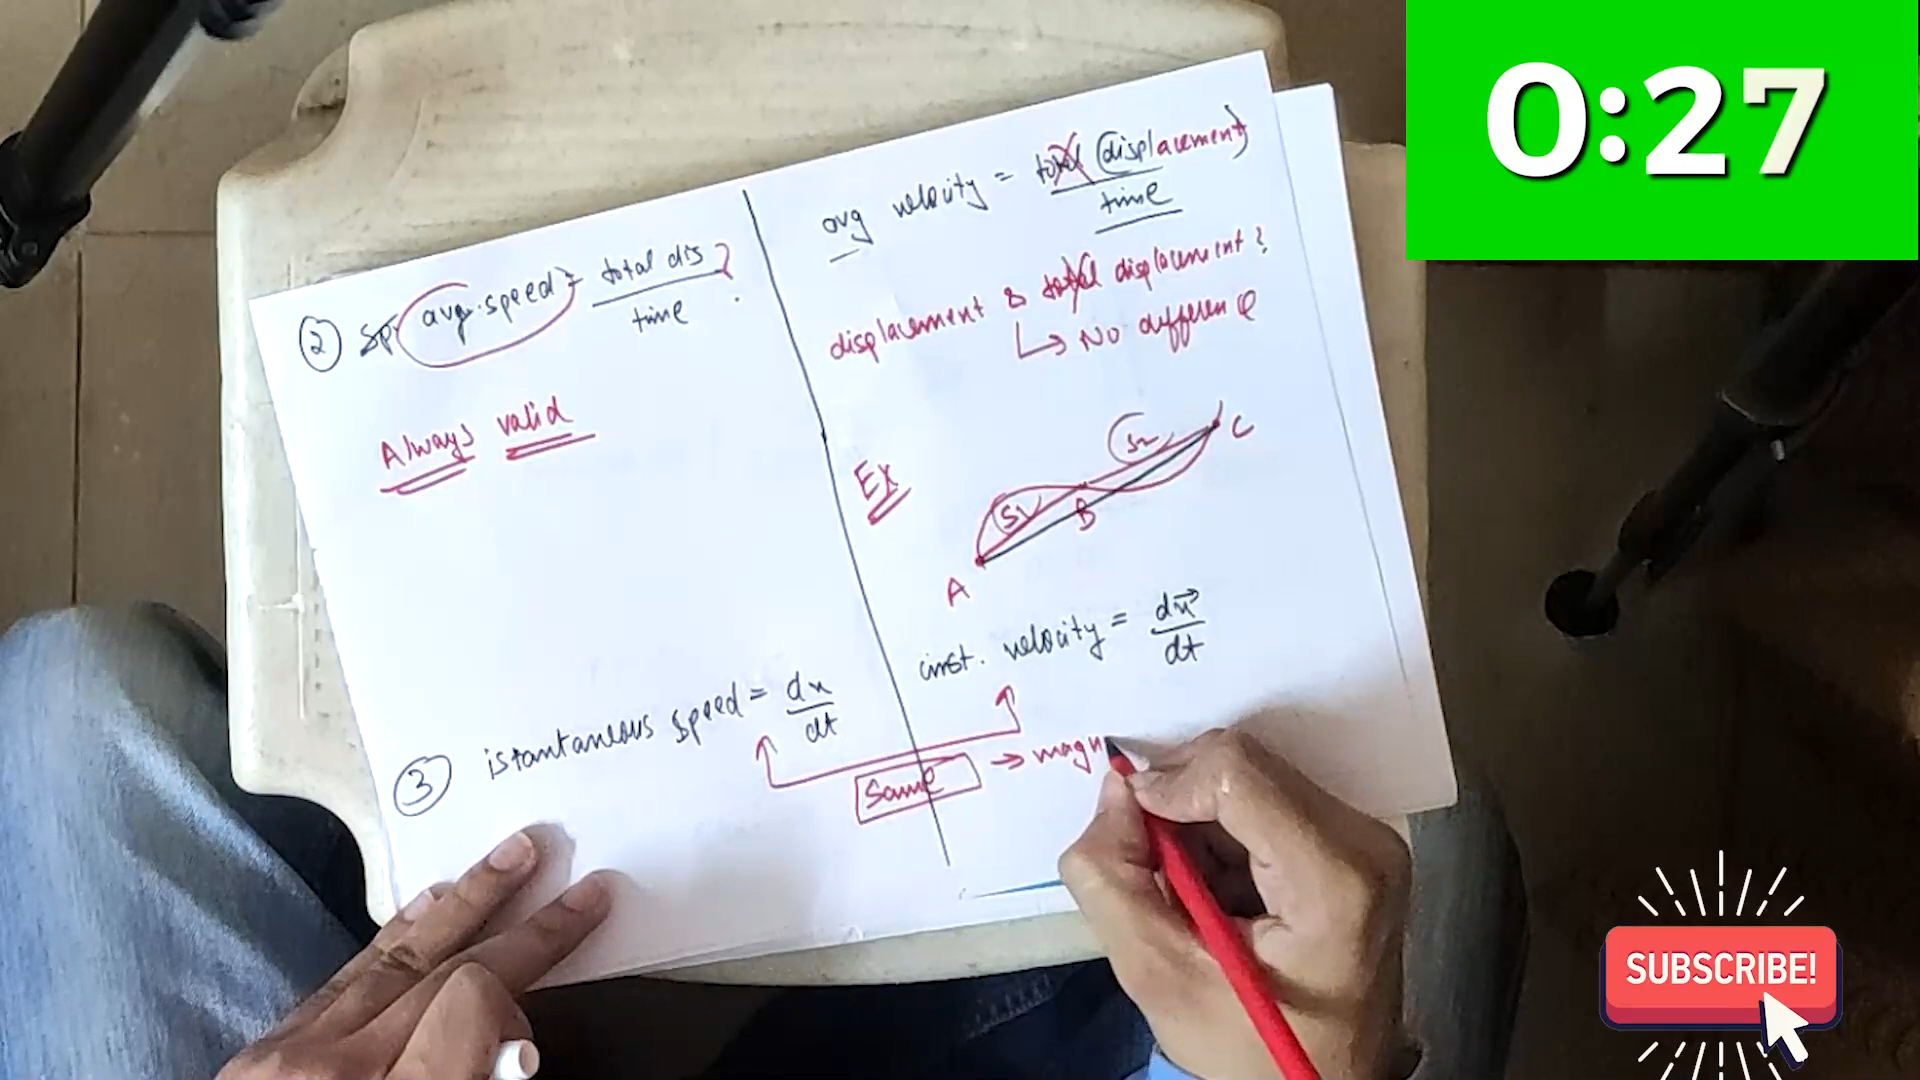 0:27
avg velocity = total (displacement)
time
② sp. avg. speed = total dis ?
time
displacement & total displacement ?
↳ No difference
Always valid
Ex
S1
S2
A
B
C
inst. velocity = dx⃗
dt
③ istantaneous speed = dx
dt
Same → magn
SUBSCRIBE!